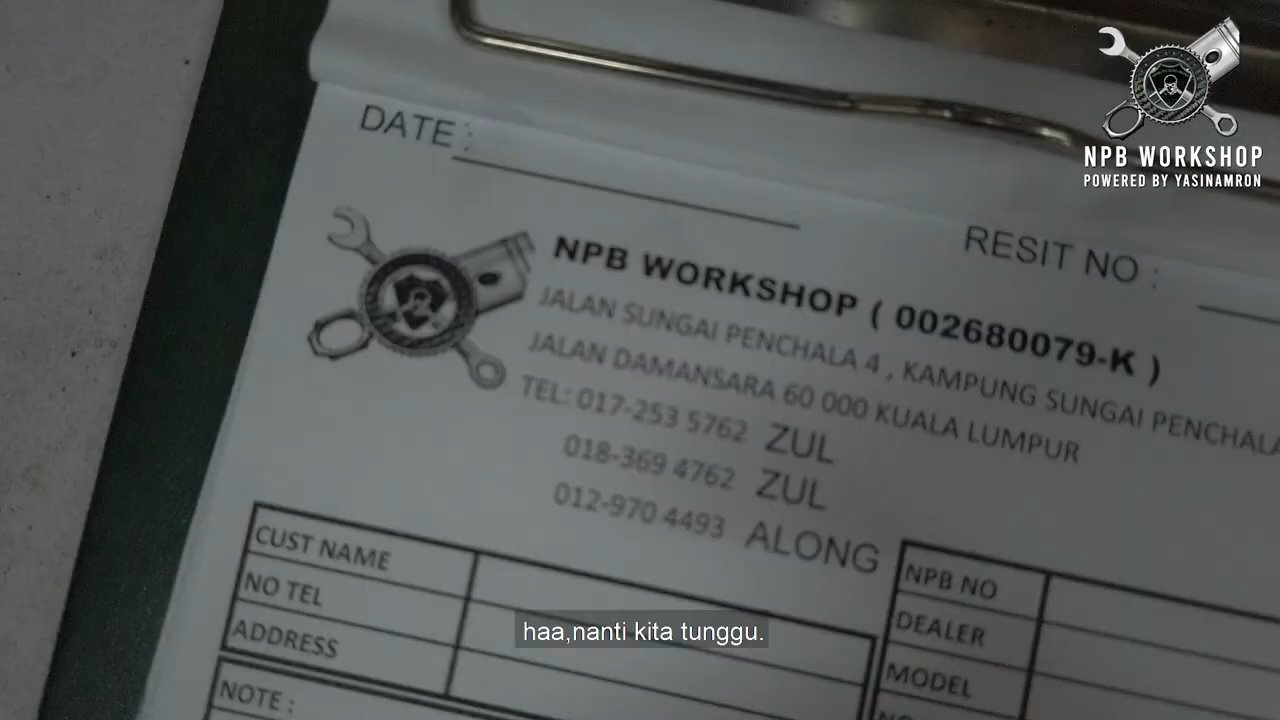 NPB WORKSHOP
POWERED BY YASINAMRON
DATE :
RESIT NO :
NPB WORKSHOP ( 002680079-K )
JALAN SUNGAI PENCHALA 4 , KAMPUNG SUNGAI PENCHALA
JALAN DAMANSARA 60 000 KUALA LUMPUR
TEL: 017-253 5762 ZUL
018-369 4762 ZUL
012-970 4493 ALONG
CUST NAME
NO TEL
ADDRESS
NOTE :
NPB NO
DEALER
MODEL
haa,nanti kita tunggu.